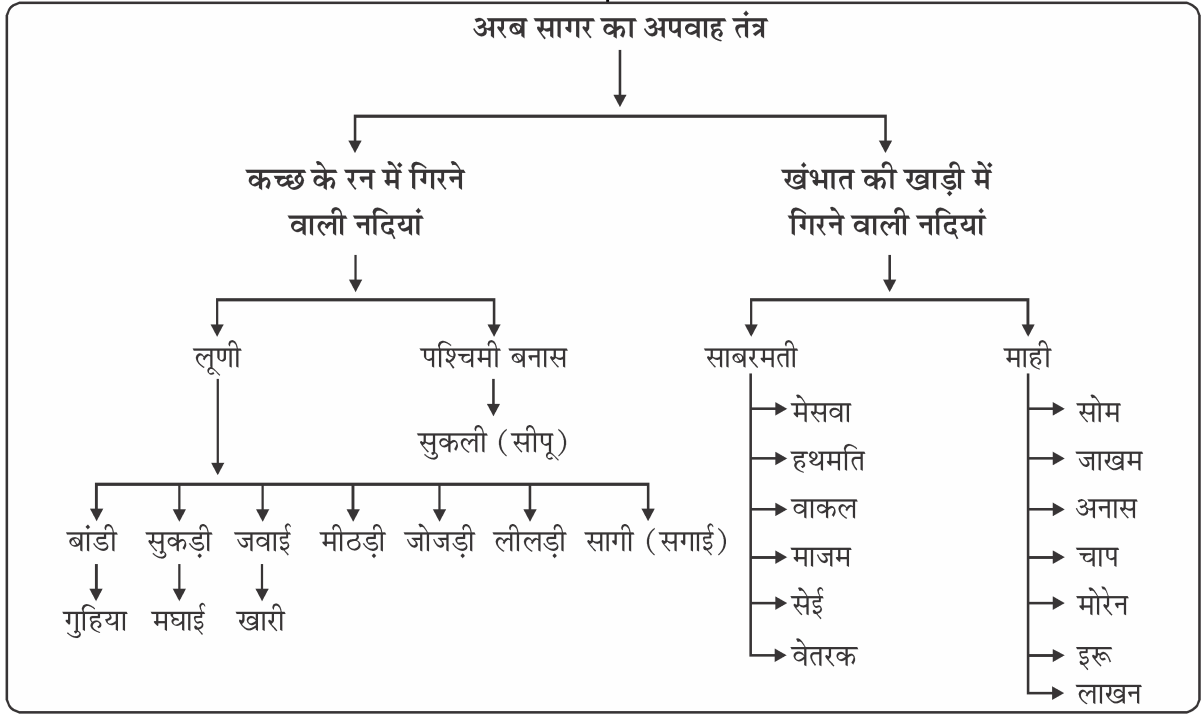 अरब सागर का अपवाह तंत्र
कच्छ के रन में गिरने
वाली नदियां
खंभात की खाड़ी में
गिरने वाली नदियां
लूणी
पश्चिमी बनास
साबरमती
माही
सुकली (सीपू)
बांडी
सुकड़ी
जवाई
मीठड़ी
जोजड़ी
लीलड़ी
सागी (सगाई)
गुहिया
मघाई
खारी
मेसवा
हथमति
वाकल
माजम
सेई
वेतरक
सोम
जाखम
अनास
चाप
मोरेन
इरू
लाखन